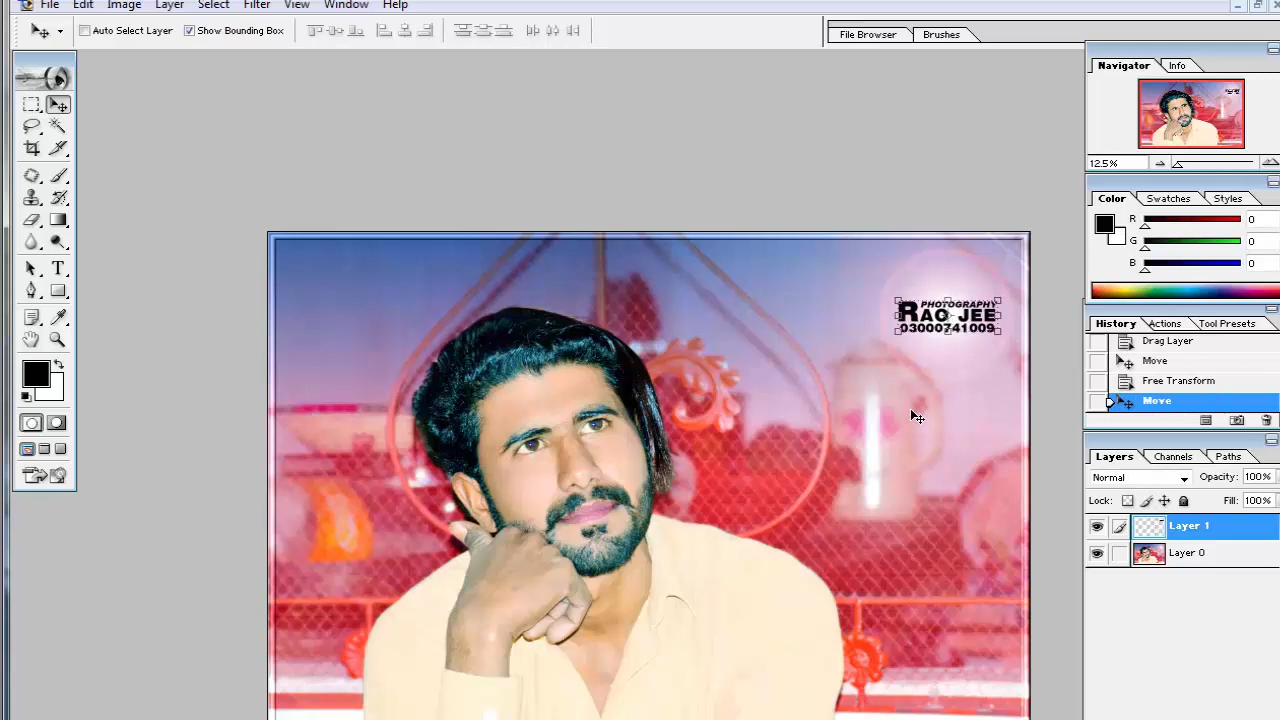 File Edit Image Layer Select Filter View Window Help
Auto Select Layer Show Bounding Box
File Browser Brushes
Navigator Info
12.5%
Color Swatches Styles
R 0
G 0
B 0
History Actions Tool Presets
Drag Layer
Move
Free Transform
Move
Layers Channels Paths
Normal Opacity: 100%
Lock: Fill: 100%
Layer 1
Layer 0
PHOTOGRAPHY
RAO JEE
03000741009